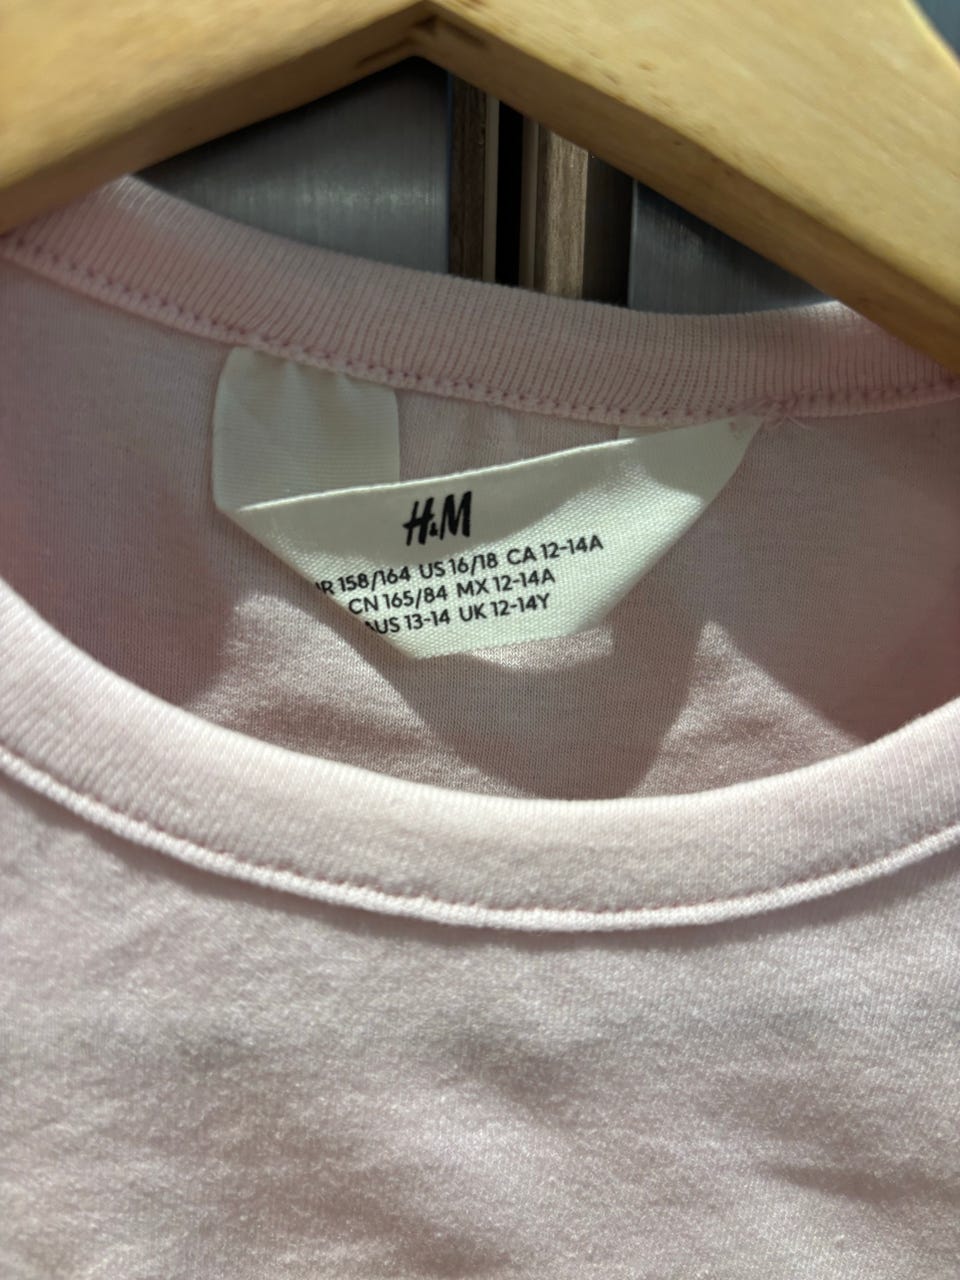 H&M
158/164 US 16/18 CA 12-14A
CN 165/84 MX 12-14A
AUS 13-14 UK 12-14Y